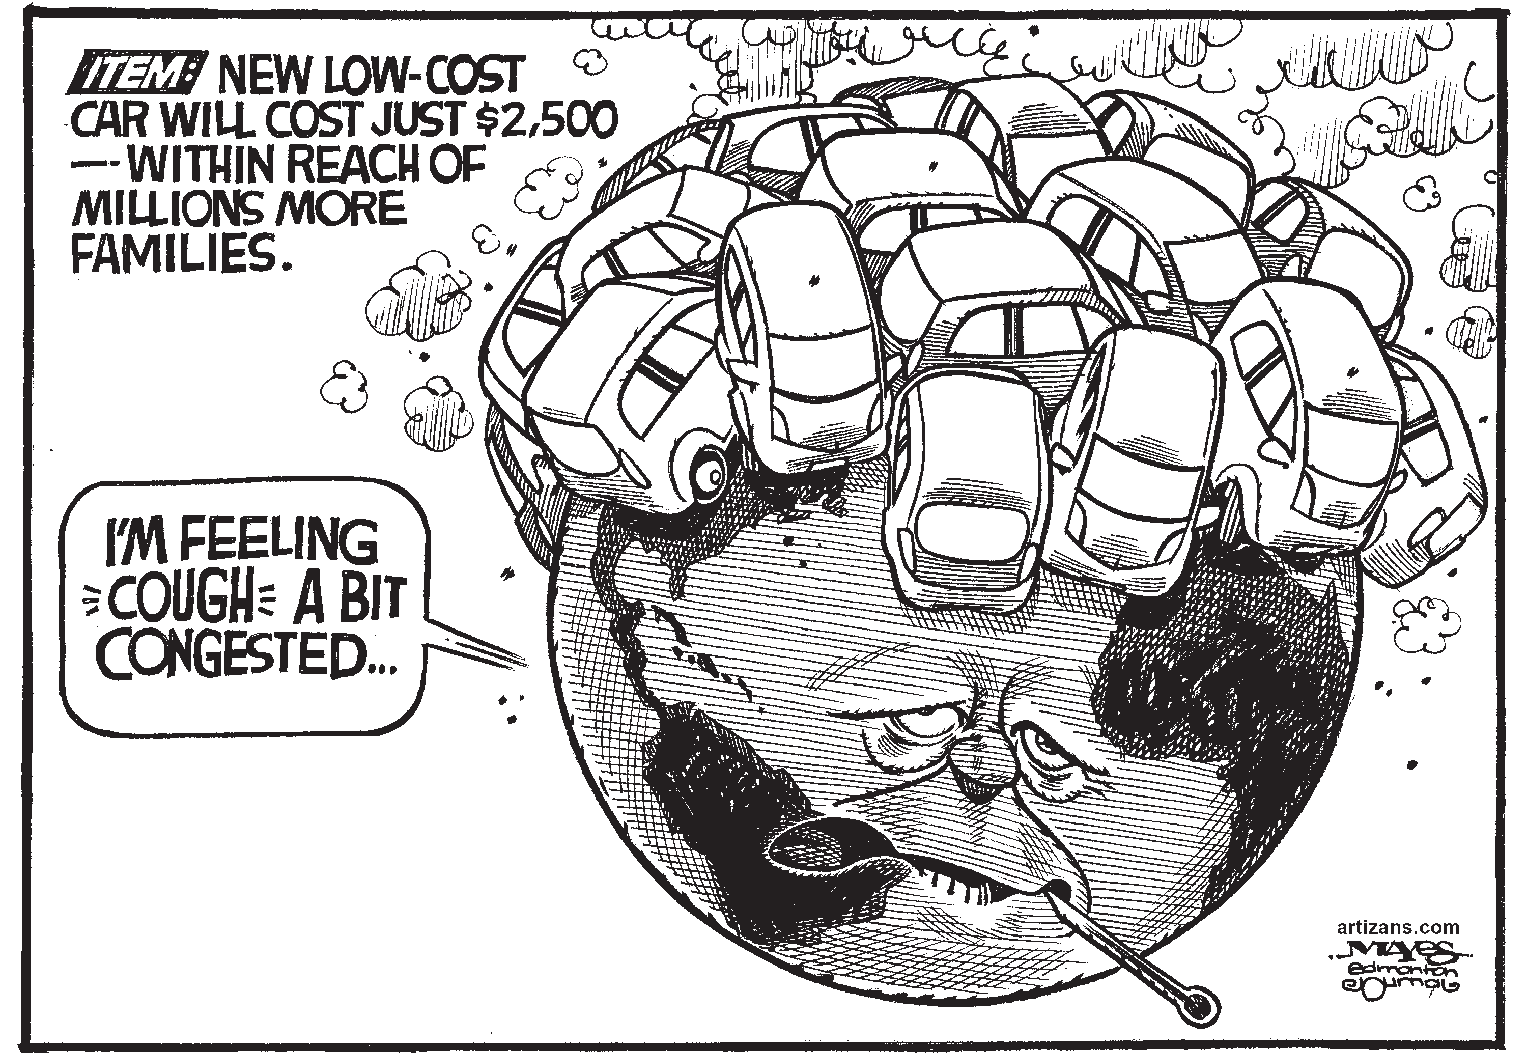 ITEM: NEW LOW-COST
CAR WILL COST JUST $2,500
—WITHIN REACH OF
MILLIONS MORE
FAMILIES.
I'M FEELING
COUGH A BIT
CONGESTED...
artizans.com
MAYES
edmonton
journal